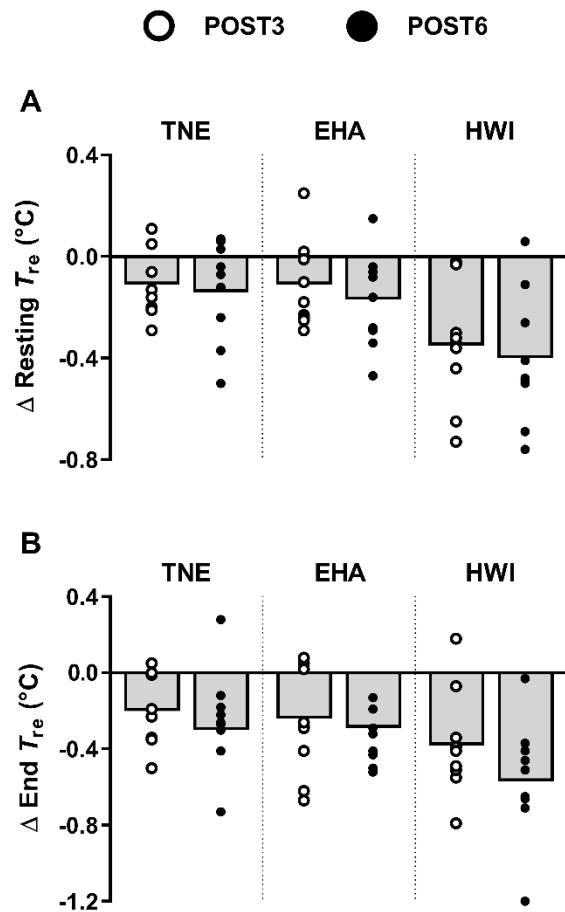 POST3 POST6
A
TNE EHA HWI
0.4
0.0
-0.4
-0.8
Δ Resting Tre (°C)
B
TNE EHA HWI
0.4
0.0
-0.4
-0.8
-1.2
Δ End Tre (°C)